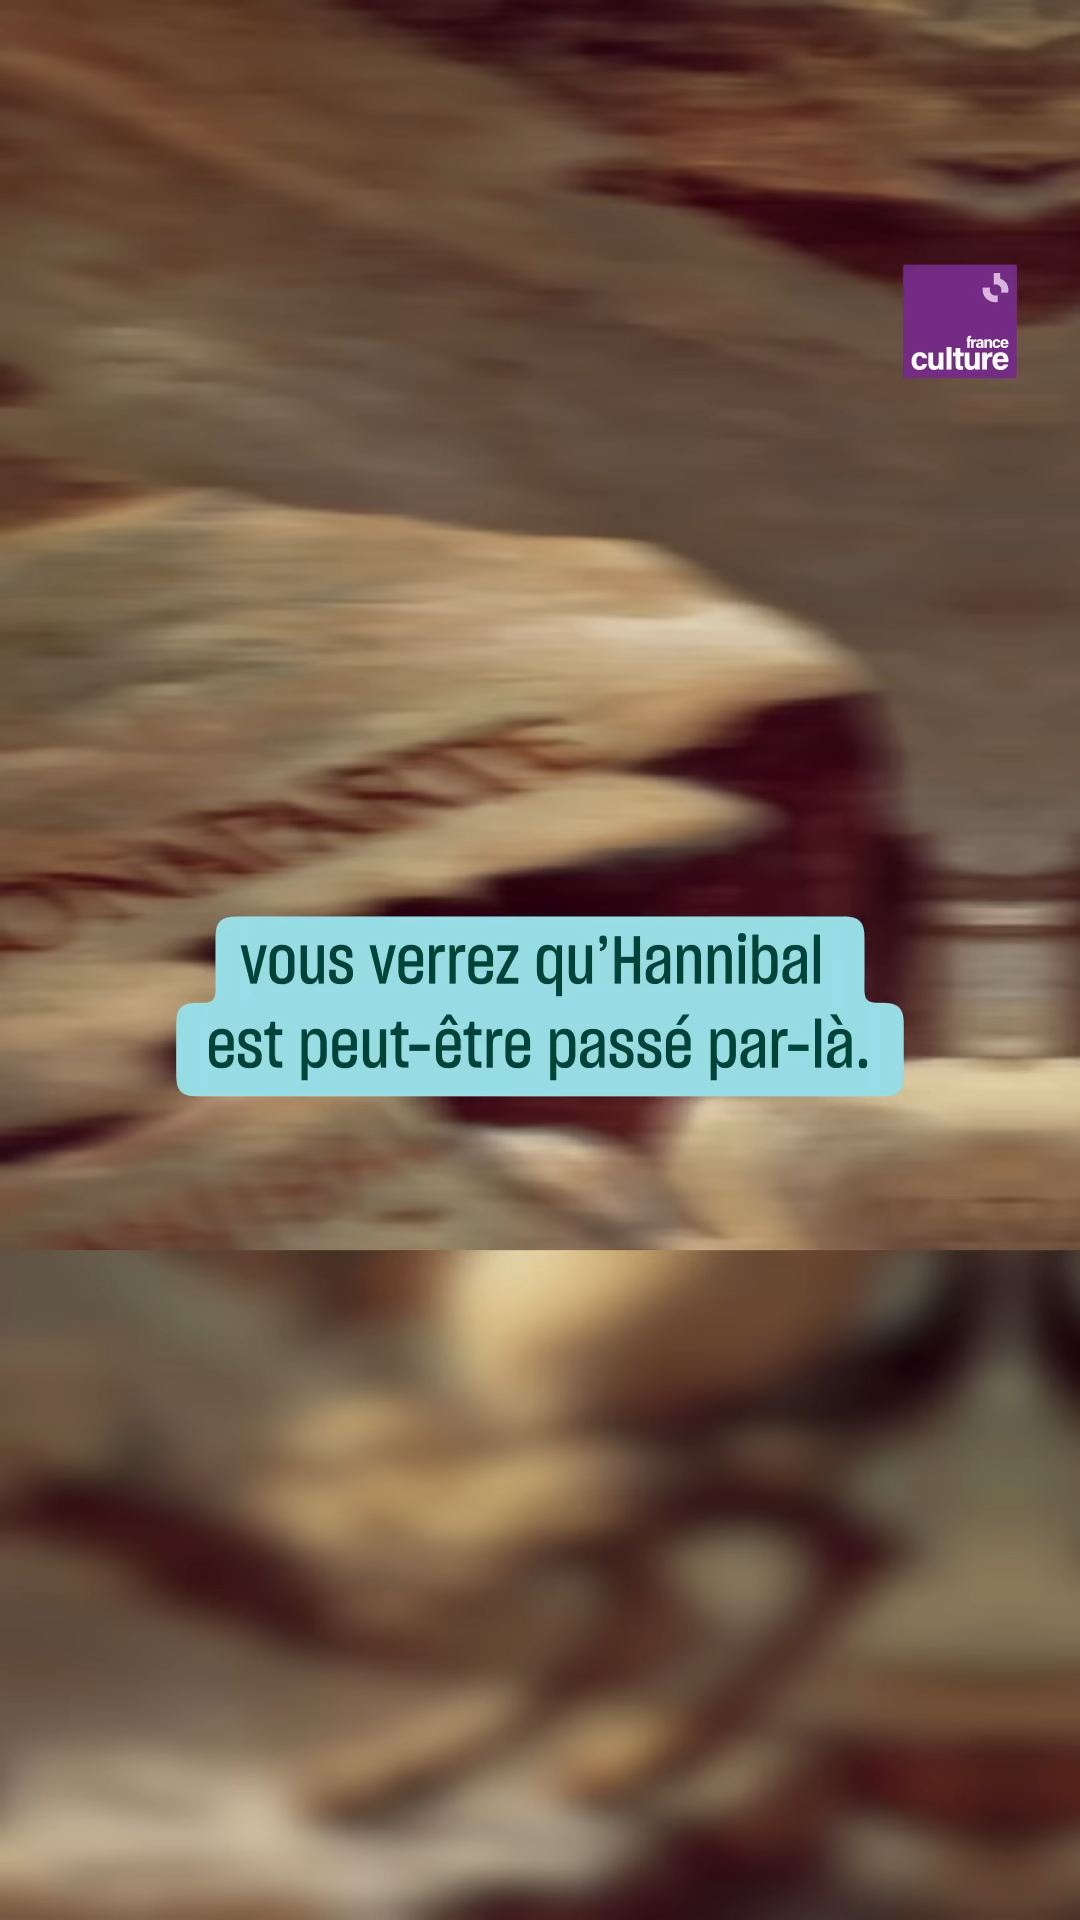 france
culture
vous verrez qu’Hannibal
est peut-être passé par-là.